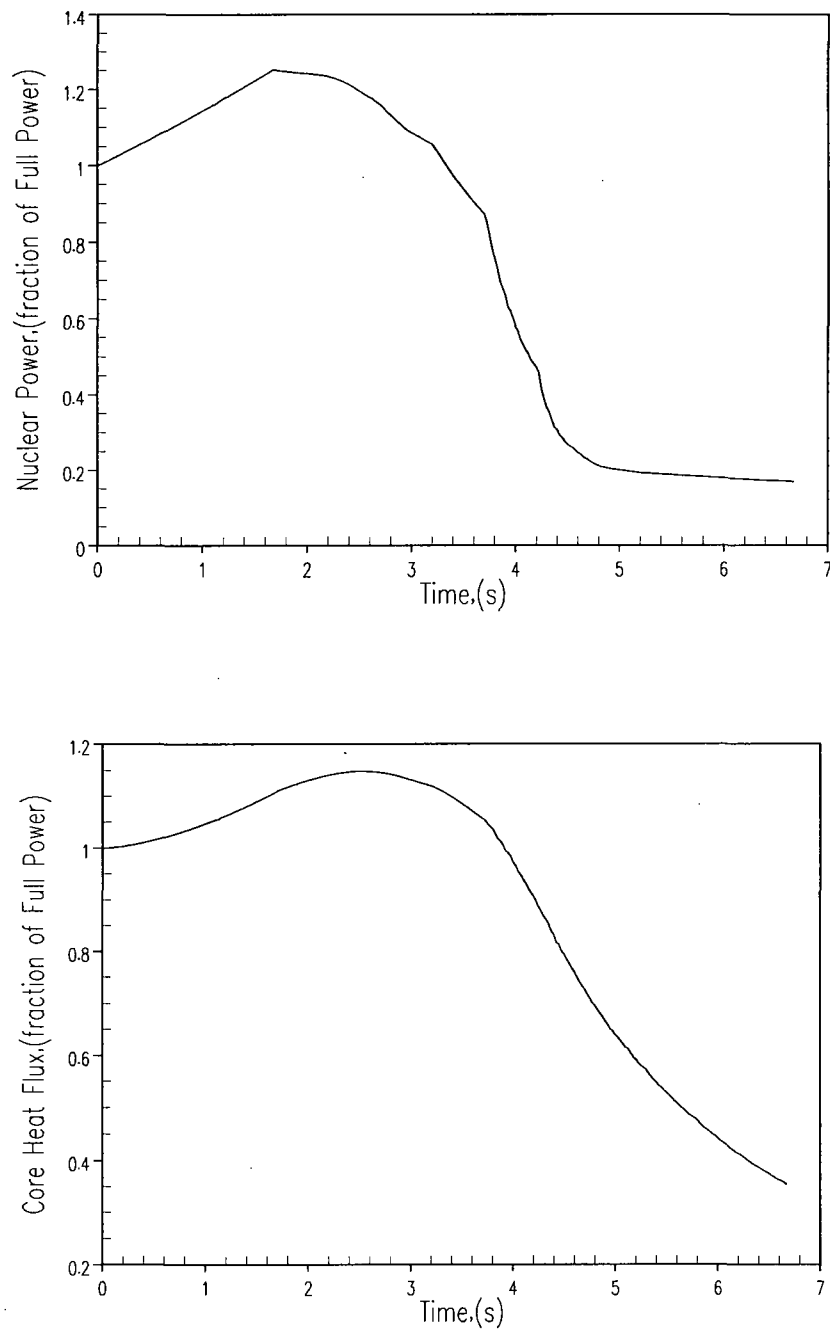 Nuclear Power,(fraction of Full Power)
1.4
1.2
1
0.8
0.6
0.4
0.2
0
0 1 2 3 4 5 6 7
Time,(s)
Core Heat Flux,(fraction of Full Power)
1.2
1
0.8
0.6
0.4
0.2
0 1 2 3 4 5 6 7
Time,(s)